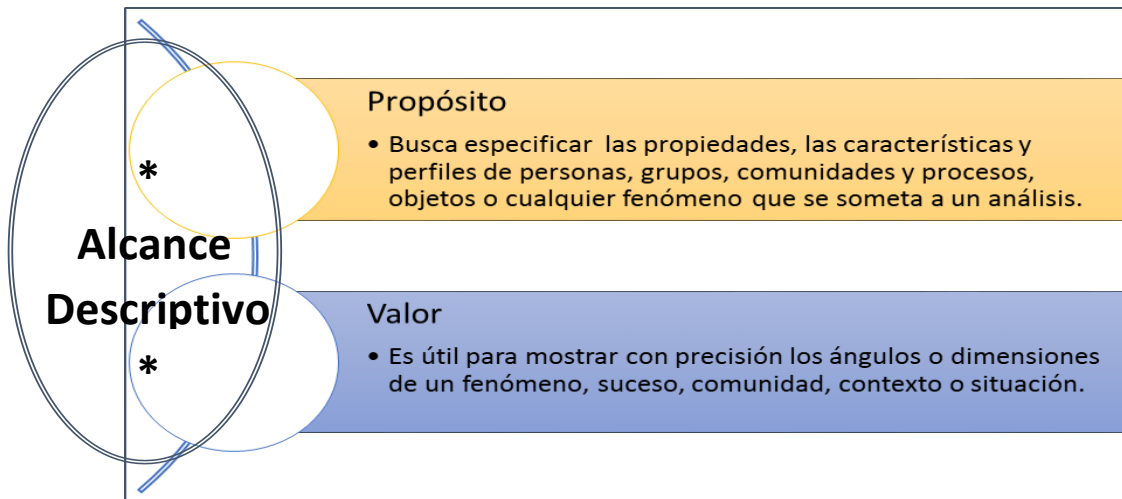 *
Alcance
Descriptivo
*
Propósito
• Busca especificar las propiedades, las características y
perfiles de personas, grupos, comunidades y procesos,
objetos o cualquier fenómeno que se someta a un análisis.
Valor
• Es útil para mostrar con precisión los ángulos o dimensiones
de un fenómeno, suceso, comunidad, contexto o situación.